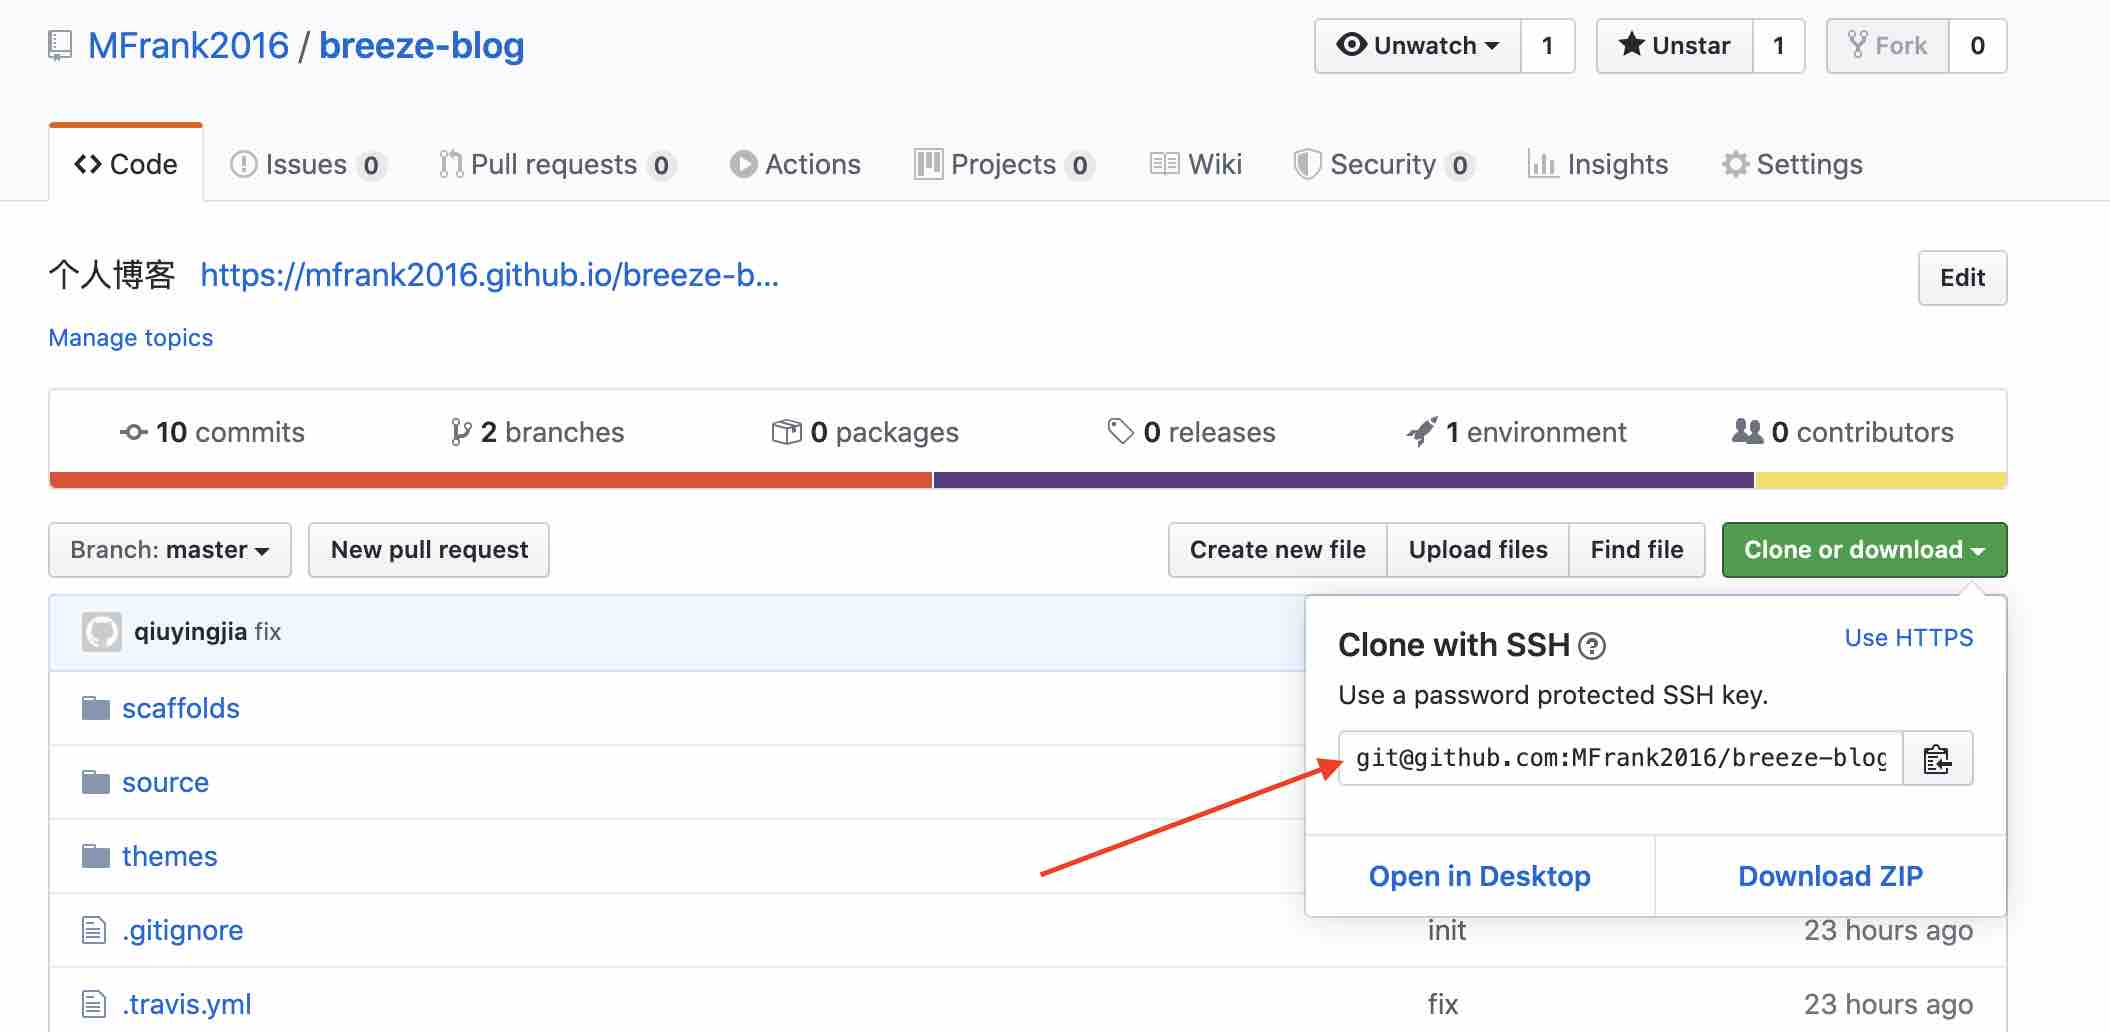 MFrank2016 / breeze-blog
Unwatch 1 Unstar 1 Fork 0
Code Issues 0 Pull requests 0 Actions Projects 0 Wiki Security 0 Insights Settings
个人博客 https://mfrank2016.github.io/breeze-b...
Edit
Manage topics
10 commits 2 branches 0 packages 0 releases 1 environment 0 contributors
Branch: master New pull request Create new file Upload files Find file Clone or download
qiuyingjia fix
Clone with SSH ? Use HTTPS
Use a password protected SSH key.
git@github.com:MFrank2016/breeze-blog
Open in Desktop Download ZIP
scaffolds
source
themes
.gitignore init 23 hours ago
.travis.yml fix 23 hours ago